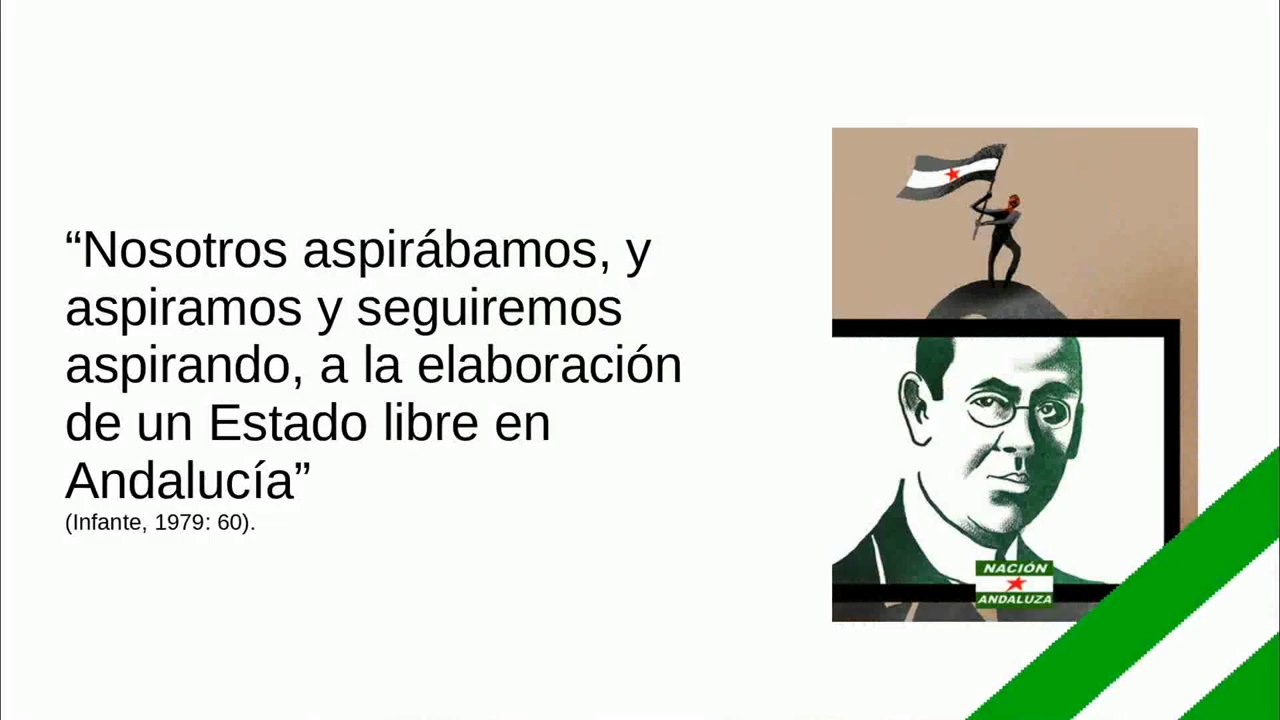 “Nosotros aspirábamos, y
aspiramos y seguiremos
aspirando, a la elaboración
de un Estado libre en
Andalucía”
(Infante, 1979: 60).
NACIÓN
ANDALUZA